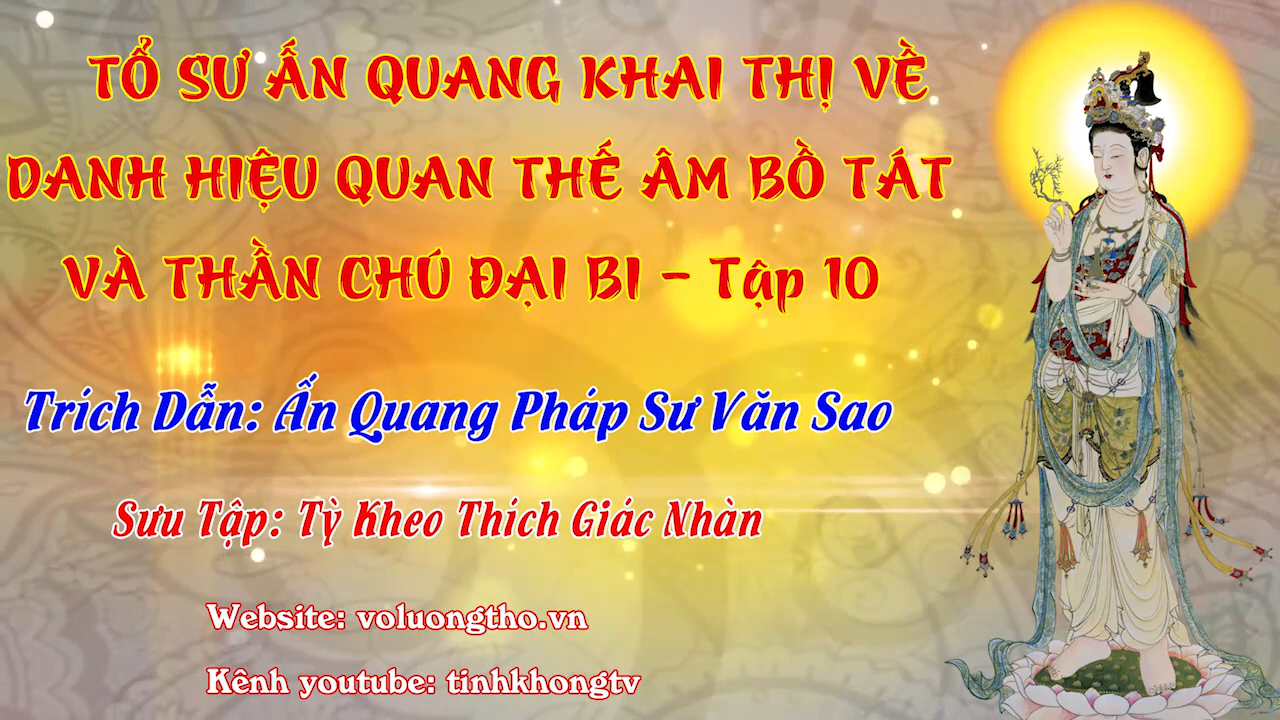 TỔ SƯ ẤN QUANG KHAI THỊ VỀ
DANH HIỆU QUAN THẾ ÂM BỒ TÁT
VÀ THẦN CHÚ ĐẠI BI - Tập 10
Trích Dẫn: Ấn Quang Pháp Sư Văn Sao
Sưu Tập: Tỳ Kheo Thích Giác Nhàn
Website: voluongtho.vn
Kênh youtube: tinhkhongtv